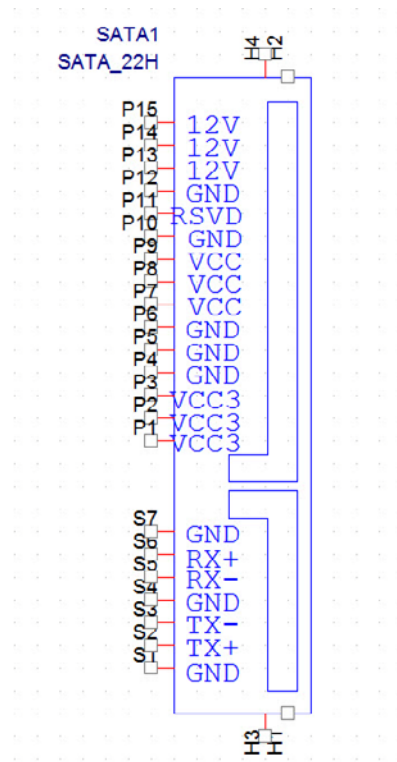 SATA1
SATA_22H
H4 H2
P15 12V
P14 12V
P13 12V
P12 GND
P11 RSVD
P10 GND
P9 VCC
P8 VCC
P7 VCC
P6 GND
P5 GND
P4 GND
P3 VCC3
P2 VCC3
P1 VCC3
S7 GND
S6 RX+
S5 RX-
S4 GND
S3 TX-
S2 TX+
S1 GND
H3 H1